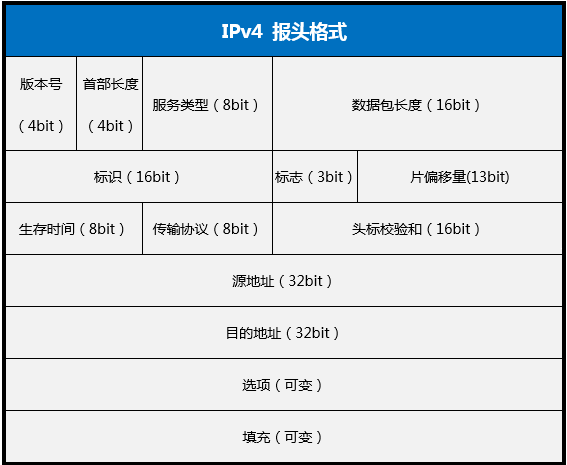 IPv4 报头格式
版本号
（4bit）
首部长度
（4bit）
服务类型（8bit）
数据包长度（16bit）
标识（16bit）
标志（3bit）
片偏移量(13bit)
生存时间（8bit）
传输协议（8bit）
头标校验和（16bit）
源地址（32bit）
目的地址（32bit）
选项（可变）
填充（可变）